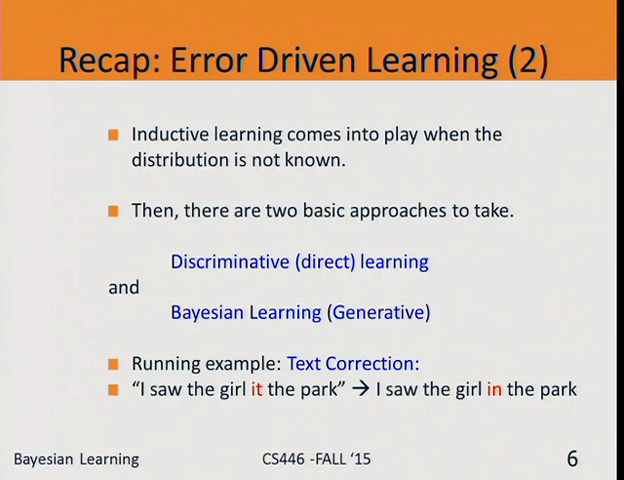 Recap: Error Driven Learning (2)
Inductive learning comes into play when the
distribution is not known.
Then, there are two basic approaches to take.
Discriminative (direct) learning
and
Bayesian Learning (Generative)
Running example: Text Correction:
“I saw the girl it the park” → I saw the girl in the park
Bayesian Learning
CS446 -FALL ‘15
6